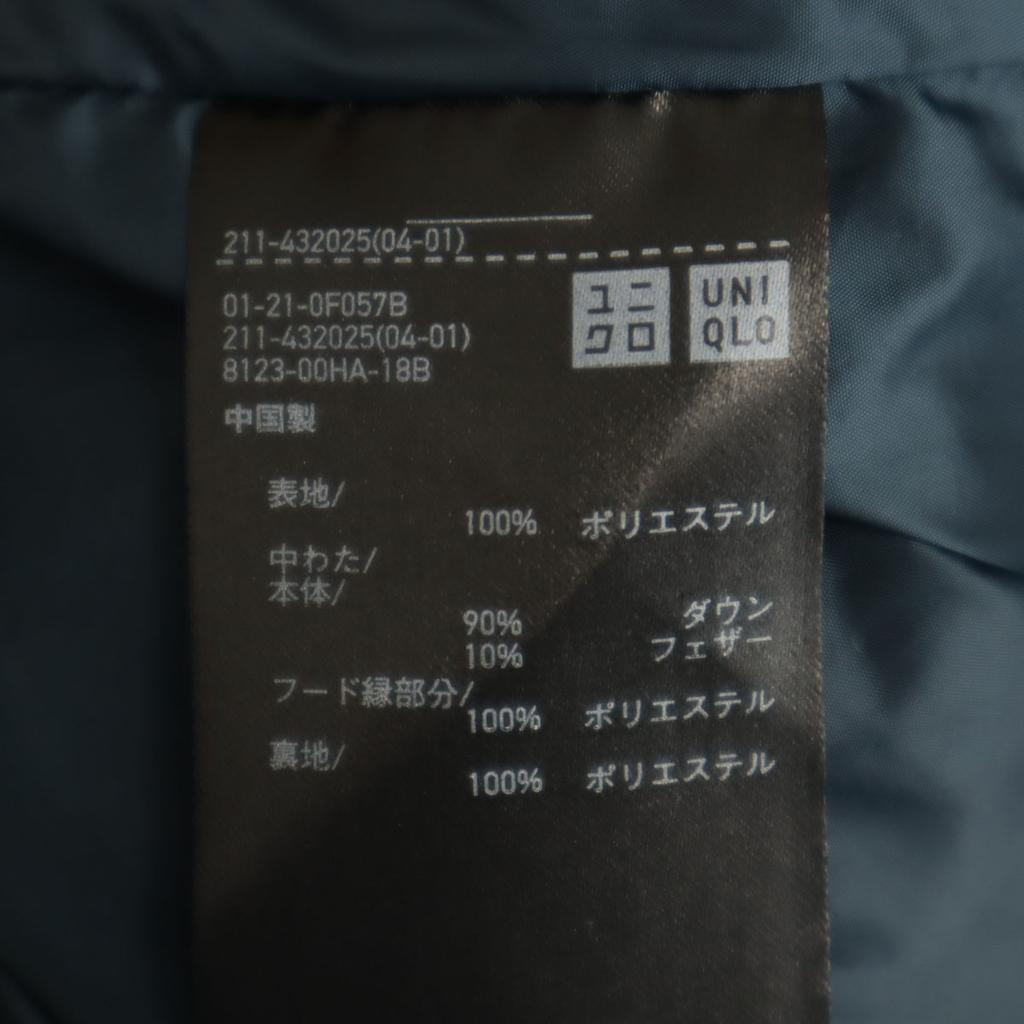 211-432025(04-01)
ユニ
クロ
UNI
QLO
01-21-0F057B
211-432025(04-01)
8123-00HA-18B
中国製
表地/
100% ポリエステル
中わた/
本体/
90% ダウン
10% フェザー
フード縁部分/
100% ポリエステル
裏地/
100% ポリエステル